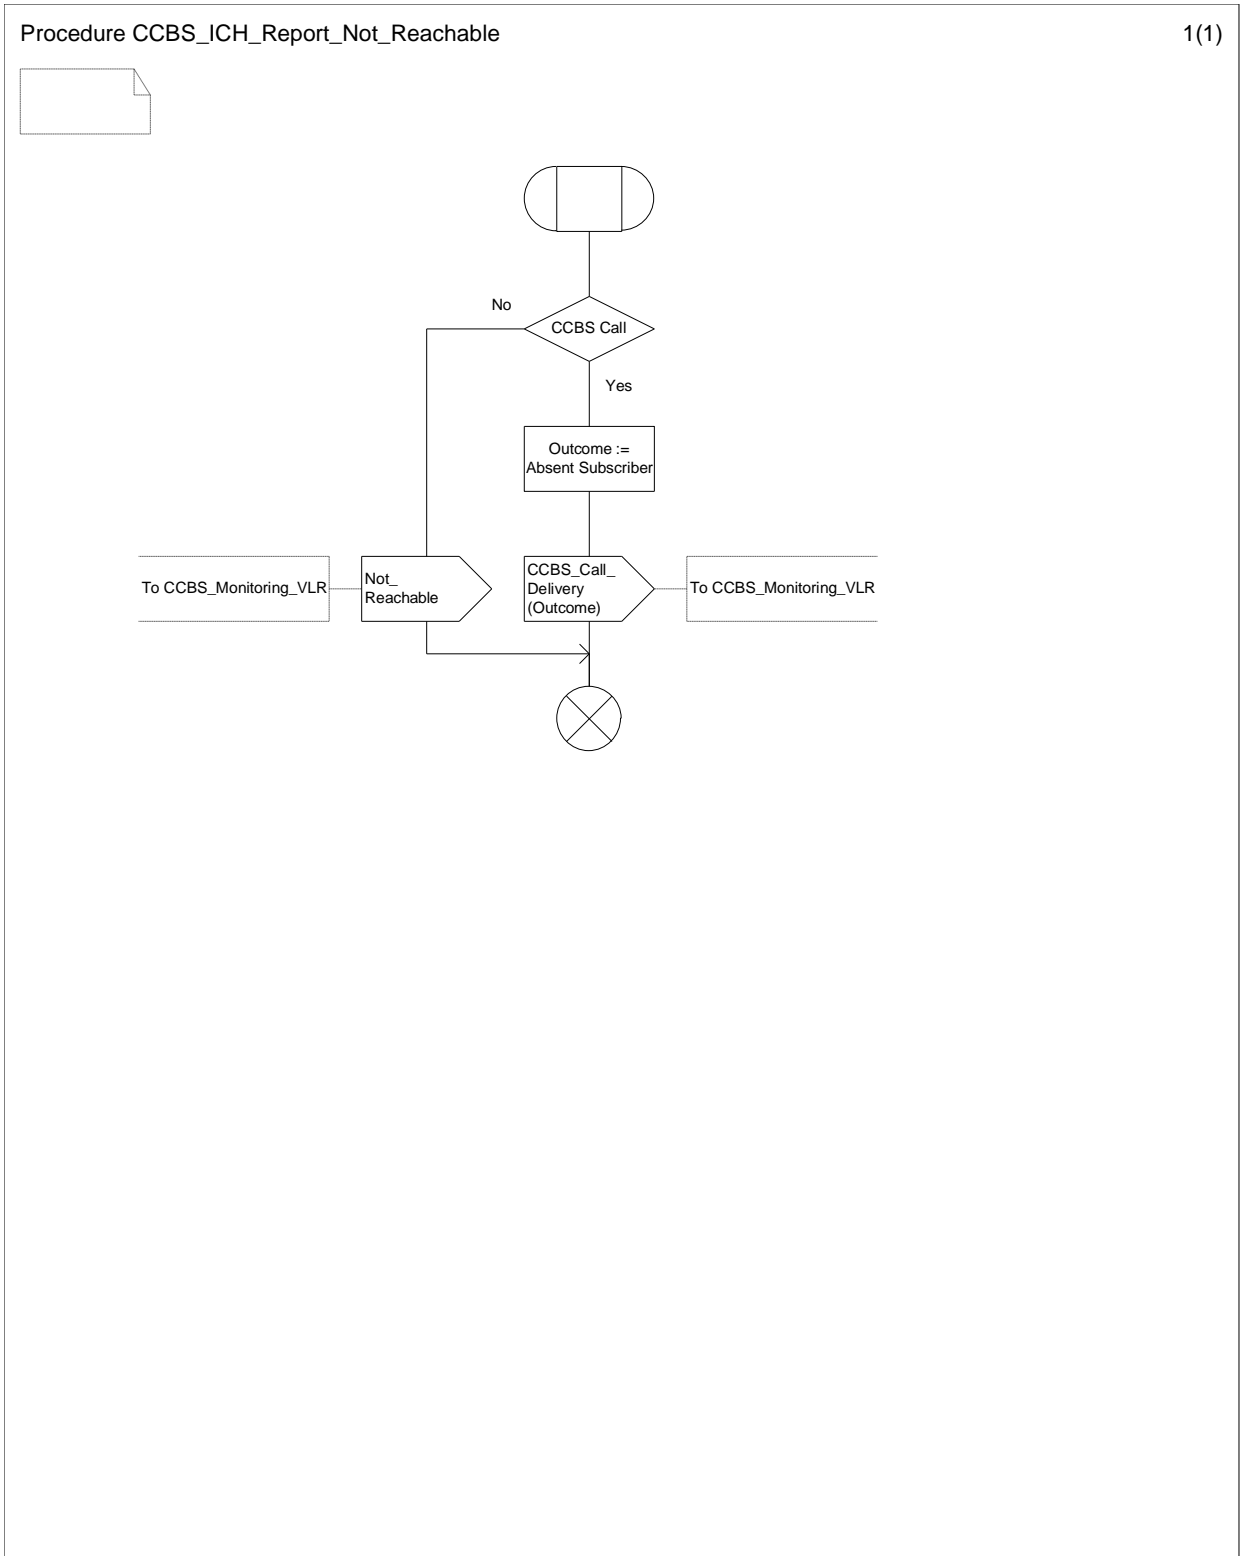 Procedure CCBS_ICH_Report_Not_Reachable
1(1)
No
CCBS Call
Yes
Outcome :=
Absent Subscriber
To CCBS_Monitoring_VLR
Not_
Reachable
CCBS_Call_
Delivery
(Outcome)
To CCBS_Monitoring_VLR